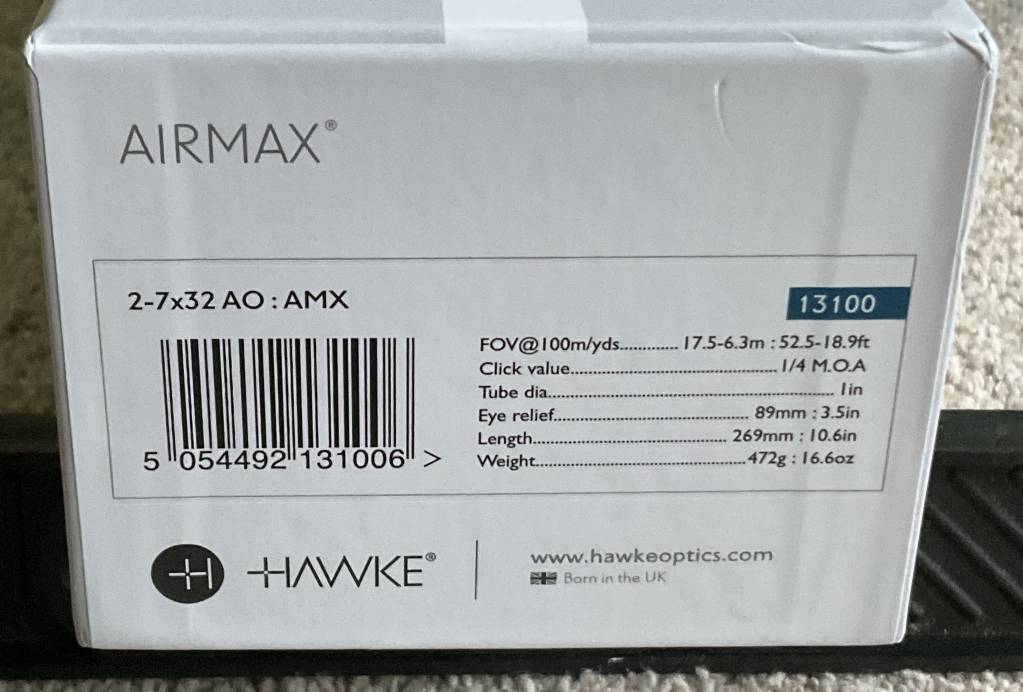 AIRMAX®
2-7x32 AO : AMX
13100
FOV@100m/yds............. 17.5-6.3m : 52.5-18.9ft
Click value............................................. 1/4 M.O.A
Tube dia............................................................... 1in
Eye relief.......................................... 89mm : 3.5in
Length.......................................... 269mm : 10.6in
Weight.............................................472g : 16.6oz
5 054492 131006 >
HAWKE®
www.hawkeoptics.com
Born in the UK